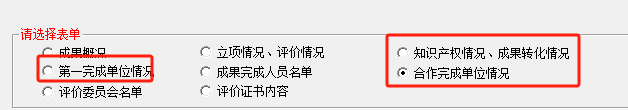 请选择表单
成果概况 立项情况、评价情况 知识产权情况、成果转化情况
第一完成单位情况 成果完成人员名单 合作完成单位情况
评价委员会名单 评价证书内容